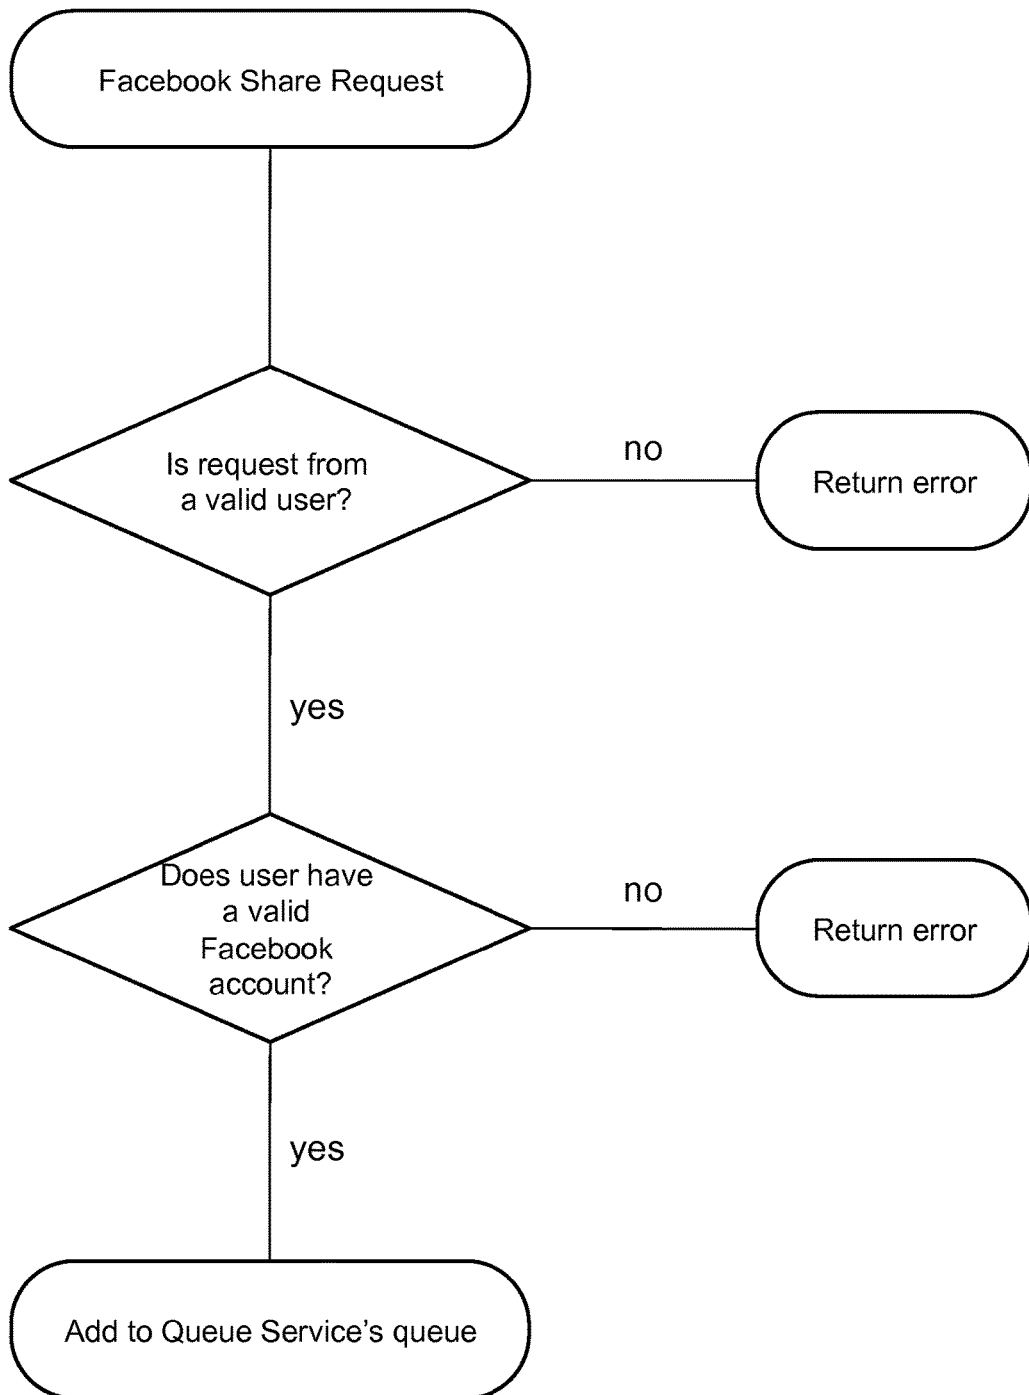 Facebook Share Request
Is request from
a valid user?
no
Return error
yes
Does user have
a valid
Facebook
account?
no
Return error
yes
Add to Queue Service's queue